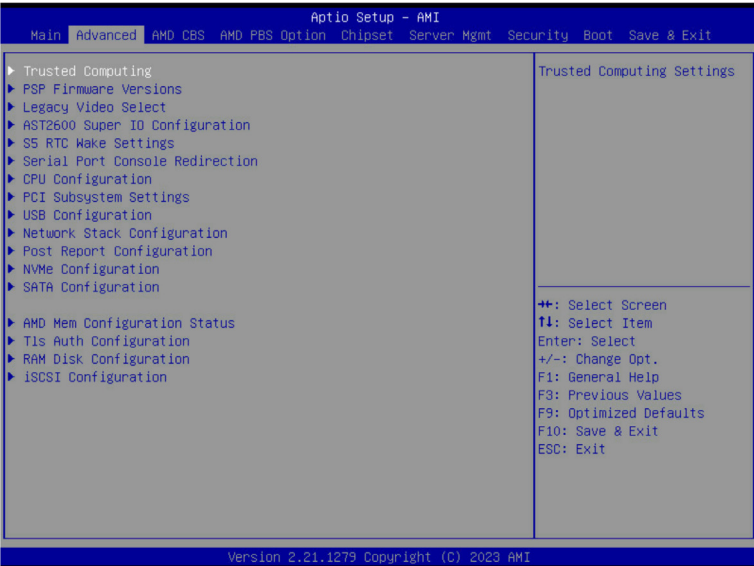 Aptio Setup – AMI
Main Advanced AMD CBS AMD PBS Option Chipset Server Mgmt Security Boot Save & Exit
Trusted Computing
PSP Firmware Versions
Legacy Video Select
AST2600 Super IO Configuration
S5 RTC Wake Settings
Serial Port Console Redirection
CPU Configuration
PCI Subsystem Settings
USB Configuration
Network Stack Configuration
Post Report Configuration
NVMe Configuration
SATA Configuration
AMD Mem Configuration Status
Tls Auth Configuration
RAM Disk Configuration
iSCSI Configuration
Trusted Computing Settings
→←: Select Screen
↑↓: Select Item
Enter: Select
+/-: Change Opt.
F1: General Help
F3: Previous Values
F9: Optimized Defaults
F10: Save & Exit
ESC: Exit
Version 2.21.1279 Copyright (C) 2023 AMI